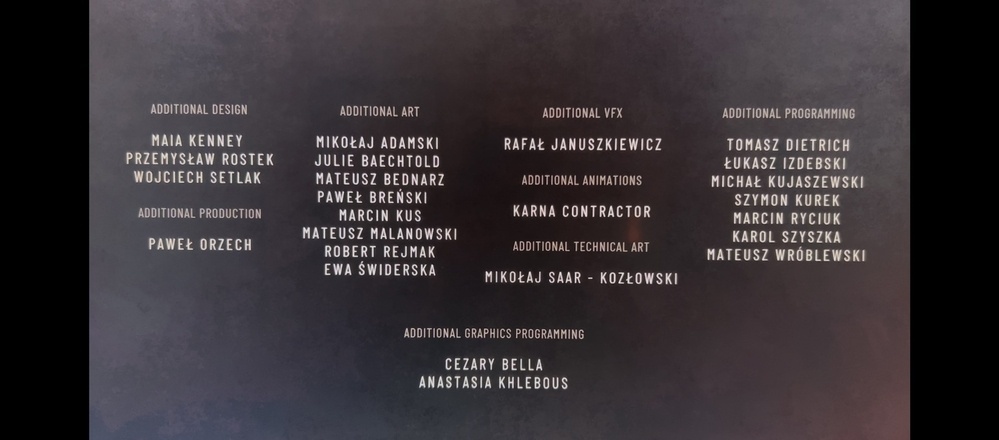 ADDITIONAL DESIGN
MAIA KENNEY
PRZEMYSŁAW ROSTEK
WOJCIECH SETLAK
ADDITIONAL PRODUCTION
PAWEŁ ORZECH
ADDITIONAL ART
MIKOŁAJ ADAMSKI
JULIE BAECHTOLD
MATEUSZ BEDNARZ
PAWEŁ BREŃSKI
MARCIN KUS
MATEUSZ MALANOWSKI
ROBERT REJMAK
EWA ŚWIDERSKA
ADDITIONAL VFX
RAFAŁ JANUSZKIEWICZ
ADDITIONAL ANIMATIONS
KARNA CONTRACTOR
ADDITIONAL TECHNICAL ART
MIKOŁAJ SAAR - KOZŁOWSKI
ADDITIONAL PROGRAMMING
TOMASZ DIETRICH
ŁUKASZ IZDEBSKI
MICHAŁ KUJASZEWSKI
SZYMON KUREK
MARCIN RYCIUK
KAROL SZYSZKA
MATEUSZ WRÓBLEWSKI
ADDITIONAL GRAPHICS PROGRAMMING
CEZARY BELLA
ANASTASIA KHLEBOUS